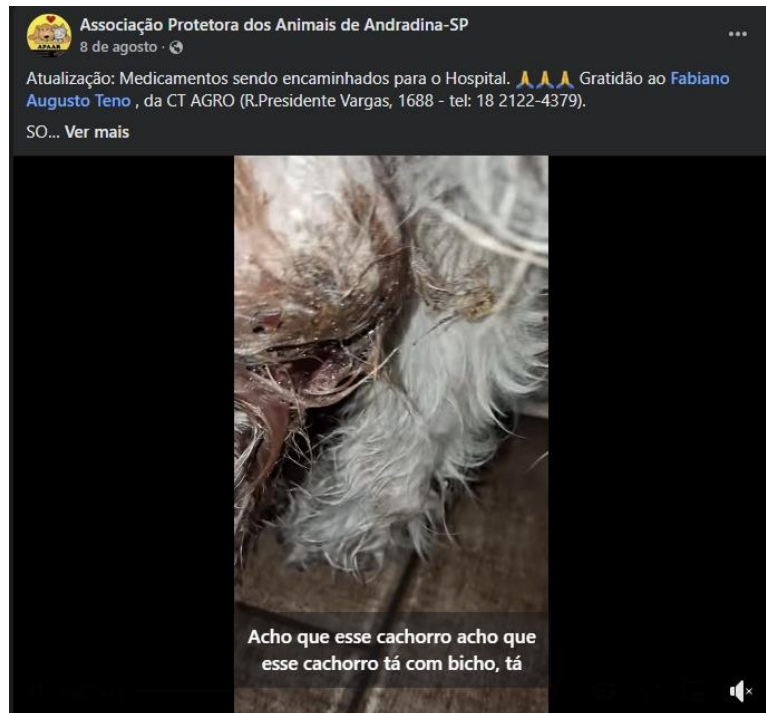 Associação Protetora dos Animais de Andradina-SP
8 de agosto ·
Atualização: Medicamentos sendo encaminhados para o Hospital. 🙏🙏🙏 Gratidão ao Fabiano
Augusto Teno , da CT AGRO (R.Presidente Vargas, 1688 - tel: 18 2122-4379).
SO... Ver mais
Acho que esse cachorro acho que
esse cachorro tá com bicho, tá
APAAN